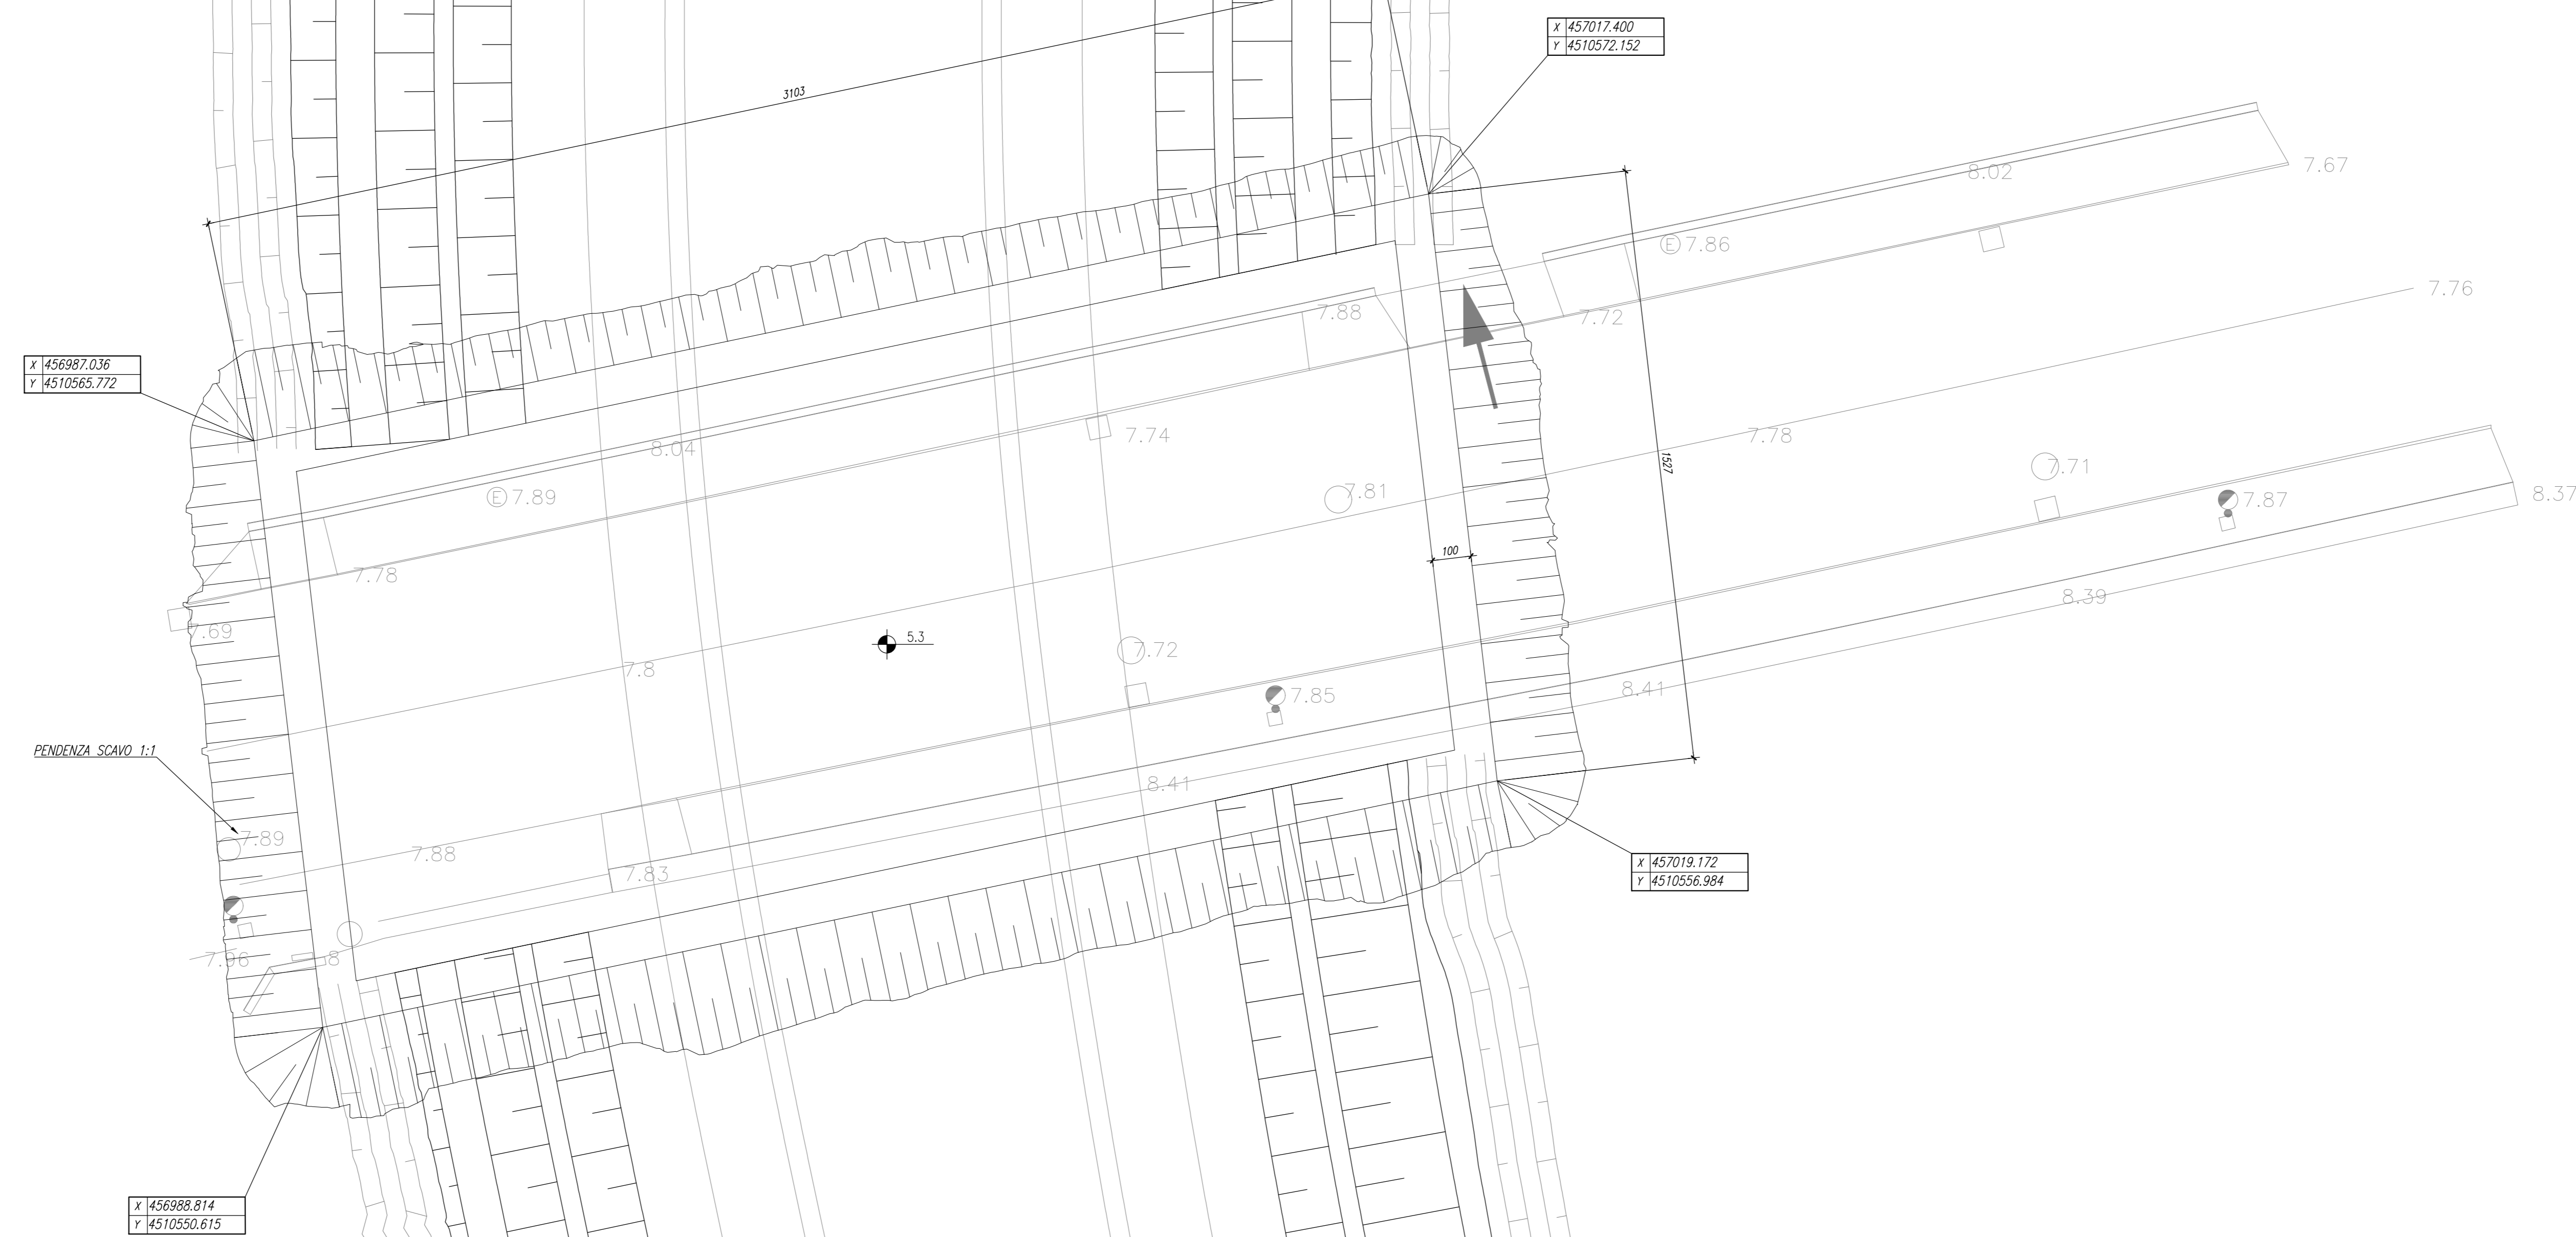 X 457017.400
Y 4510572.152
3103
8.02
7.67
E 7.86
7.76
7.72
7.88
X 456987.036
Y 4510565.772
8.04
7.74
7.78
1527
7.71
7.87
8.37
E 7.89
7.81
100
7.78
8.39
7.69
5.3
7.72
7.8
7.85
8.41
PENDENZA SCAVO 1:1
8.41
7.89
7.88
7.83
X 457019.172
Y 4510556.984
7.96
8
X 456988.814
Y 4510550.615